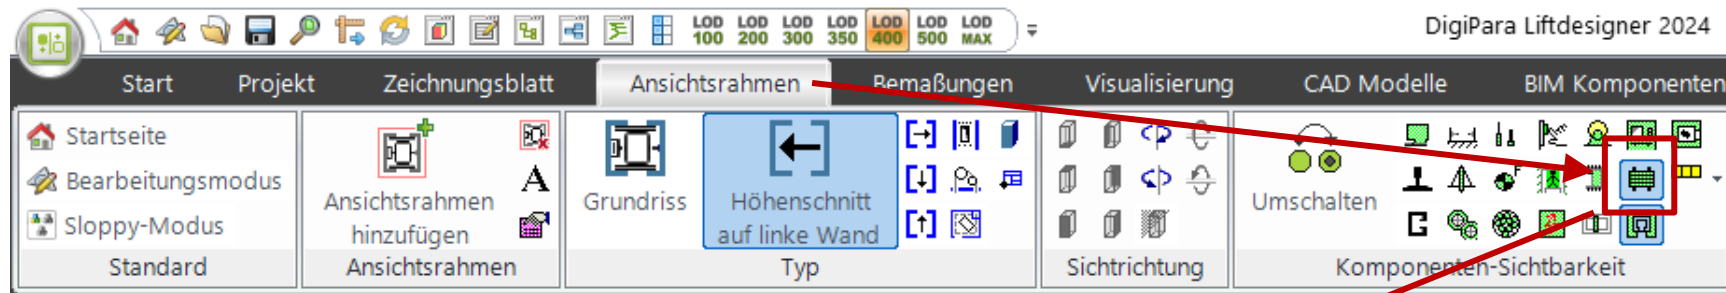 LOD 100 LOD 200 LOD 300 LOD 350 LOD 400 LOD 500 LOD MAX
DigiPara Liftdesigner 2024
Start Projekt Zeichnungsblatt Ansichtsrahmen Bemaßungen Visualisierung CAD Modelle BIM Komponenten
Startseite
Bearbeitungsmodus
Sloppy-Modus
Standard
Ansichtsrahmen
hinzufügen
A
Ansichtsrahmen
Grundriss
Höhenschnitt
auf linke Wand
Typ
Sichtrichtung
Umschalten
Komponenten-Sichtbarkeit